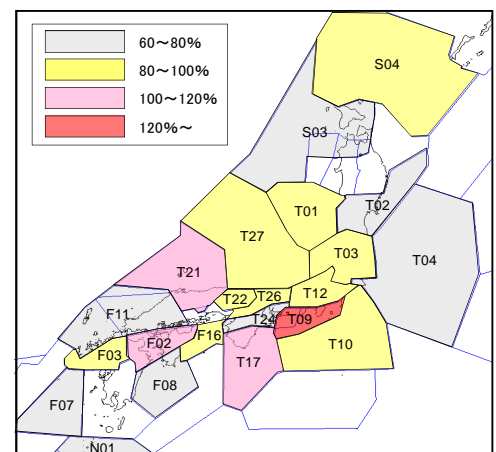 60～80%
80～100%
100～120%
120%～
S04
S03
T02
T01
T27
T03
T04
T21
T22
T26
T12
F11
T24
T09
F16
F02
F03
T17
T10
F08
F07
N01